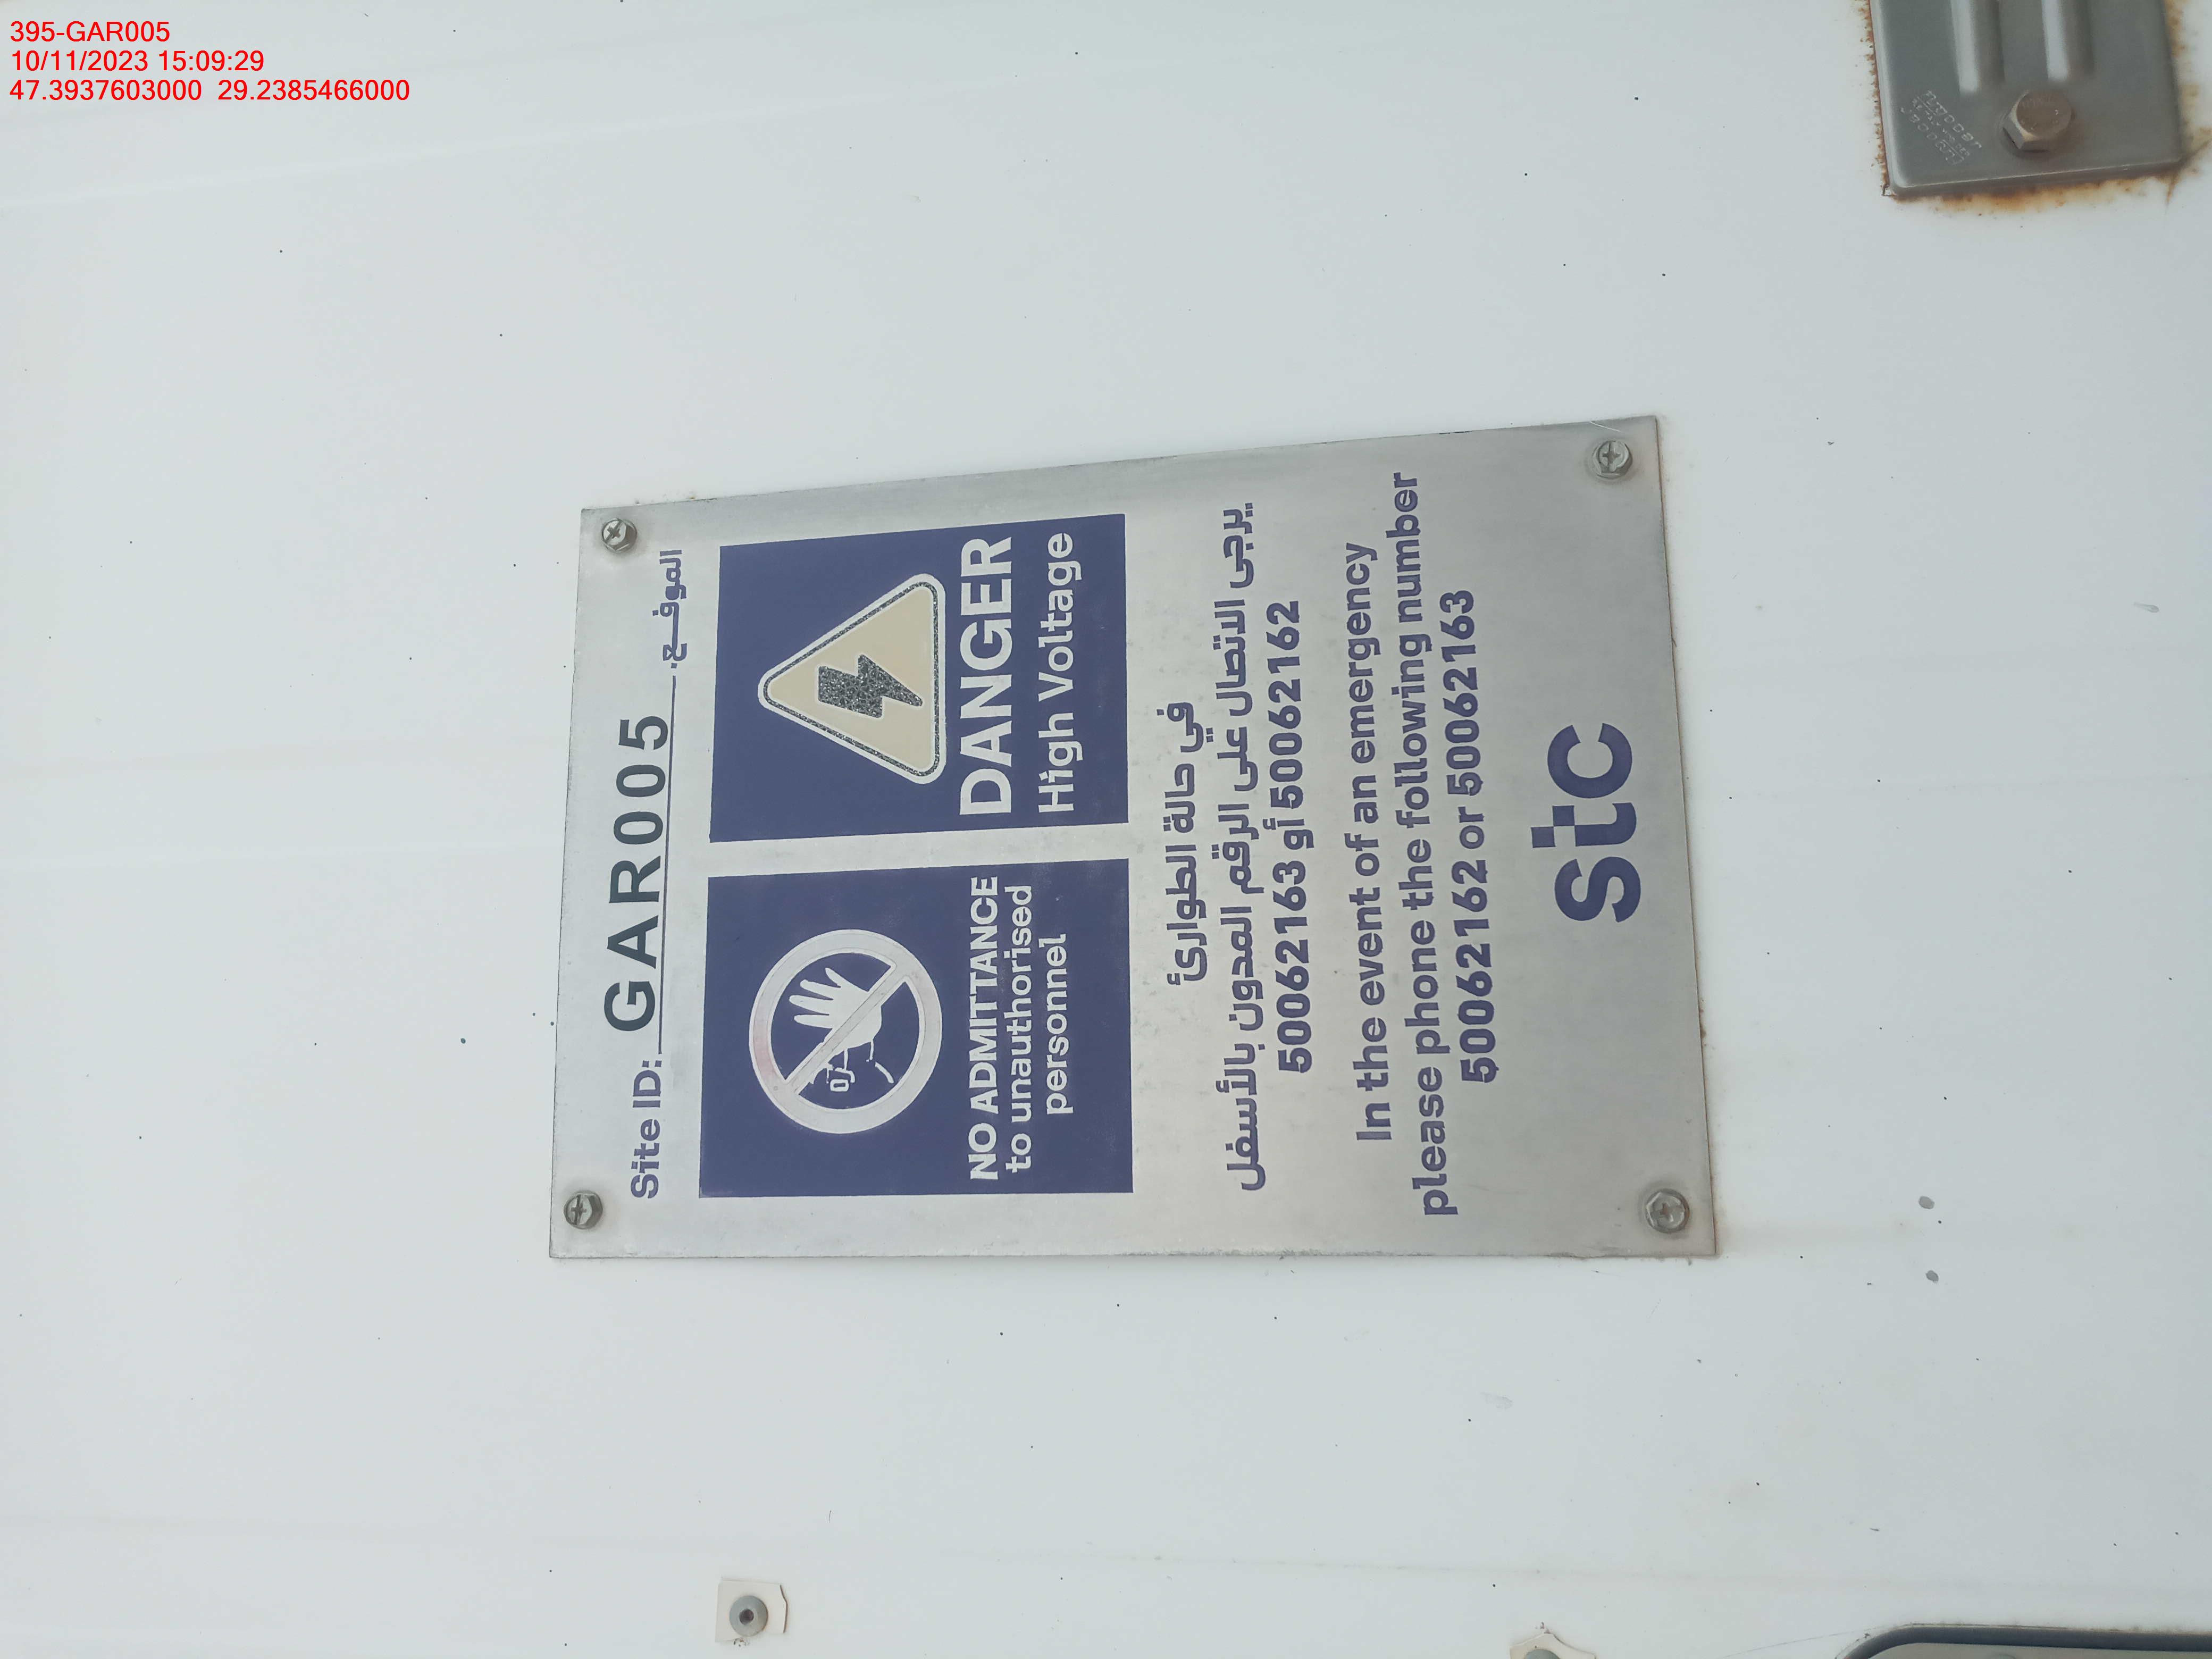 395-GAR005
10/11/2023 15:09:29
47.3937603000 29.2385466000
Site ID: GAR005 الموقع:
NO ADMITTANCE
to unauthorised
personnel
DANGER
High Voltage
في حالة الطوارئ
يرجى الاتصال على الرقم المدون بالأسفل
50062163 أو 50062162
In the event of an emergency
please phone the following number
50062162 or 50062163
stc